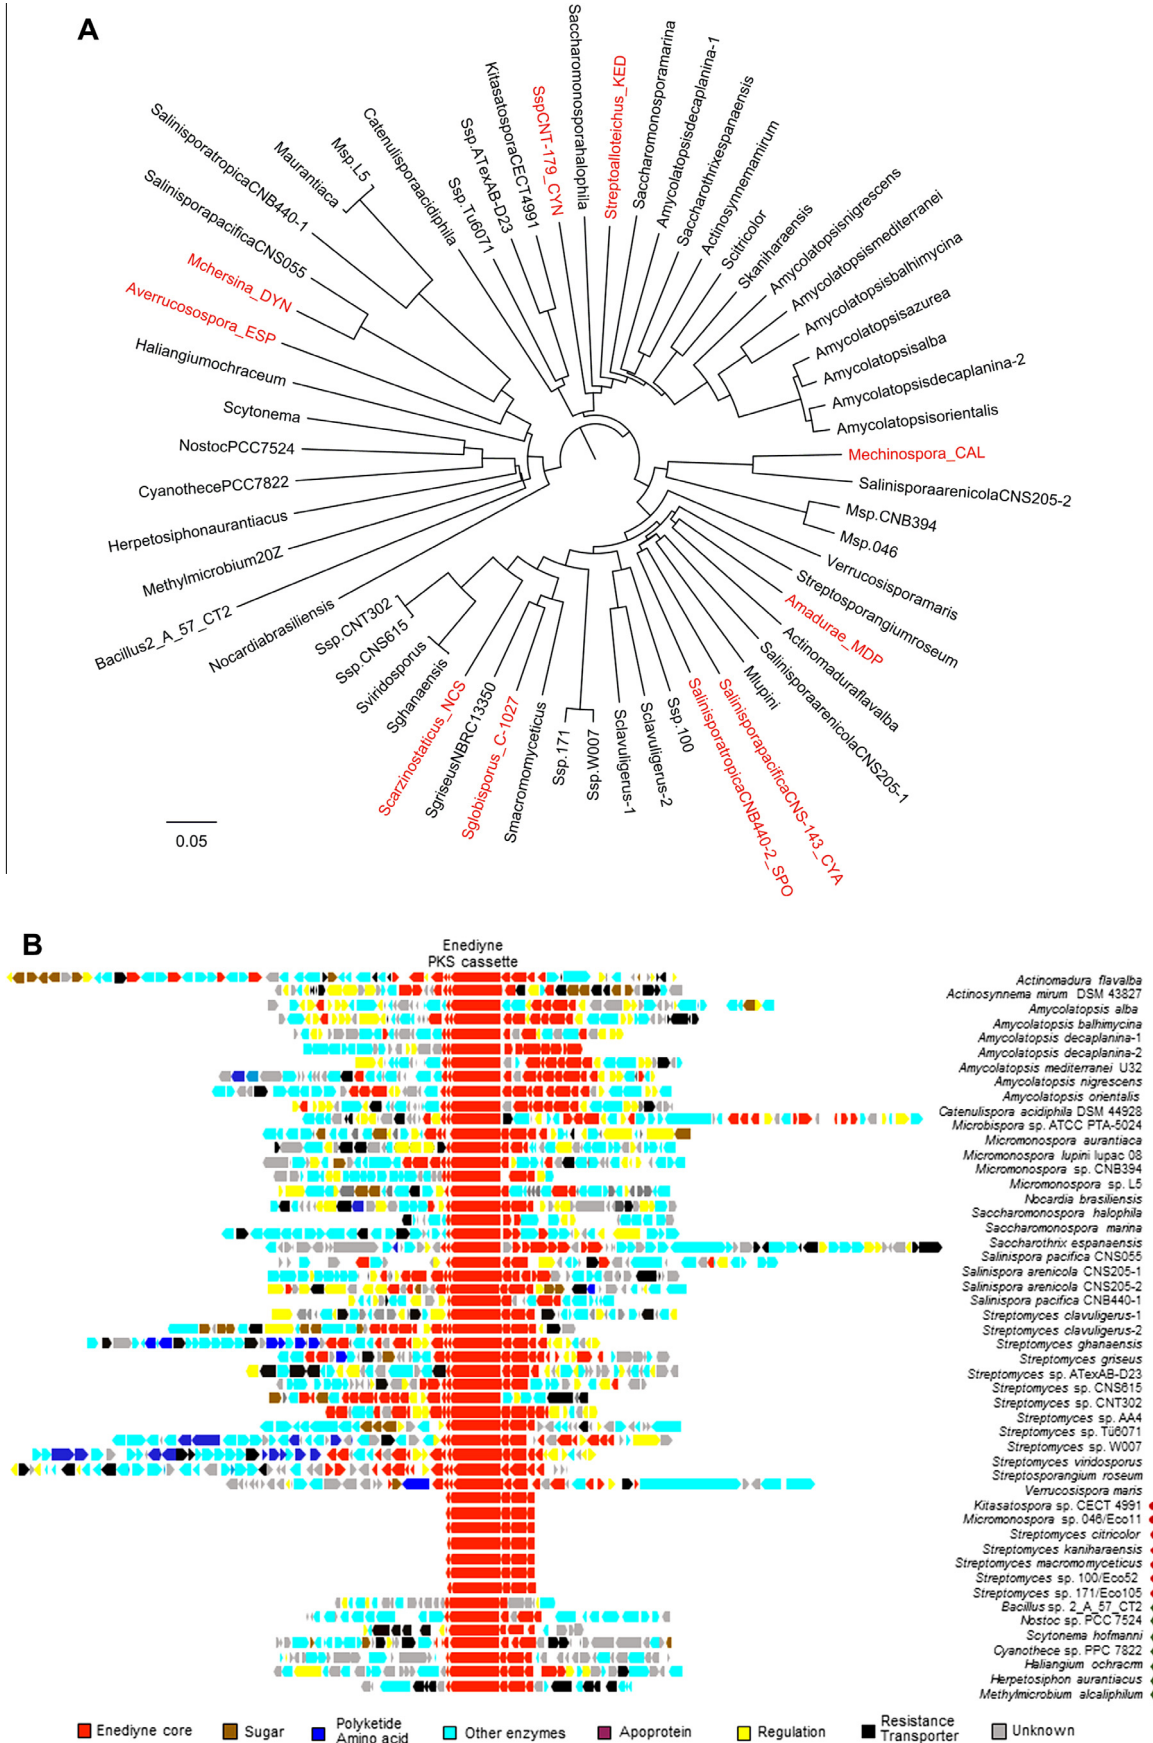 A
SalinisporatropicaCNB440-1
Maurantiaca
Msp.L5
Catenulisporaacidiphila
Ssp.Tu6071
Ssp.ATexAB-D23
KitasatosporaCECT4991
SspCNT-179_CYN
Saccharomonosporahalophila
Streptoalloteichus_KED
Saccharomonosporamarina
Amycolatopsisdecaplanina-1
Saccharothrixespanaensis
Actinosynnemamirum
Scitricolor
Skaniharaensis
Amycolatopsisnigrescens
Amycolatopsismediterranei
Amycolatopsisbalhimycina
Amycolatopsisazurea
Amycolatopsisalba
Amycolatopsisdecaplanina-2
Amycolatopsisorientalis
Mechinospora_CAL
SalinisporaarenicolaCNS205-2
Msp.CNB394
Msp.046
Verrucosisporamaris
Streptosporangiumroseum
Amadurae_MDP
Actinomaduraflavalba
SalinisporaarenicolaCNS205-1
Mlupini
SalinisporapacificaCNS-143_CYA
SalinisporatropicaCNB440-2_SPO
Ssp.100
Sclavuligerus-2
Sclavuligerus-1
Ssp.W007
Ssp.171
Smacromomyceticus
Sglobisporus_C-1027
SgriseusNBRC13350
Scarzinostaticus_NCS
Sghanaensis
Sviridosporus
Ssp.CNS615
Ssp.CNT302
Nocardiabrasiliensis
Bacillus2_A_57_CT2
Methylmicrobium20Z
Herpetosiphonaurantiacus
CyanothecePCC7822
NostocPCC7524
Scytonema
Haliangiumochraceum
Averrucosospora_ESP
Mchersina_DYN
SalinisporapacificaCNS055
0.05
B
Enediyne
PKS cassette
Actinomadura flavalba
Actinosynnema mirum DSM 43827
Amycolatopsis alba
Amycolatopsis balhimycina
Amycolatopsis decaplanina-1
Amycolatopsis decaplanina-2
Amycolatopsis mediterranei U32
Amycolatopsis nigrescens
Amycolatopsis orientalis
Catenulispora acidiphila DSM 44928
Microbispora sp. ATCC PTA-5024
Micromonospora aurantiaca
Micromonospora lupini lupac 08
Micromonospora sp. CNB394
Micromonospora sp. L5
Nocardia brasiliensis
Saccharomonospora halophila
Saccharomonospora marina
Saccharothrix espanaensis
Salinispora pacifica CNS055
Salinispora arenicola CNS205-1
Salinispora arenicola CNS205-2
Salinispora pacifica CNB440-1
Streptomyces clavuligerus-1
Streptomyces clavuligerus-2
Streptomyces ghanaensis
Streptomyces griseus
Streptomyces sp. ATexAB-D23
Streptomyces sp. CNS615
Streptomyces sp. CNT302
Streptomyces sp. AA4
Streptomyces sp. Tü6071
Streptomyces sp. W007
Streptomyces viridosporus
Streptosporangium roseum
Verrucosispora maris
Kitasatospora sp. CECT 4991
Micromonospora sp. 046/Eco11
Streptomyces citricolor
Streptomyces kaniharaensis
Streptomyces macromomyceticus
Streptomyces sp. 100/Eco52
Streptomyces sp. 171/Eco105
Bacillus sp. 2_A_57_CT2
Nostoc sp. PCC 7524
Scytonema hofmanni
Cyanothece sp. PPC 7822
Haliangium ochracrm
Herpetosiphon aurantiacus
Methylmicrobium alcaliphilum
Enediyne core
Sugar
Polyketide
Amino acid
Other enzymes
Apoprotein
Regulation
Resistance
Transporter
Unknown